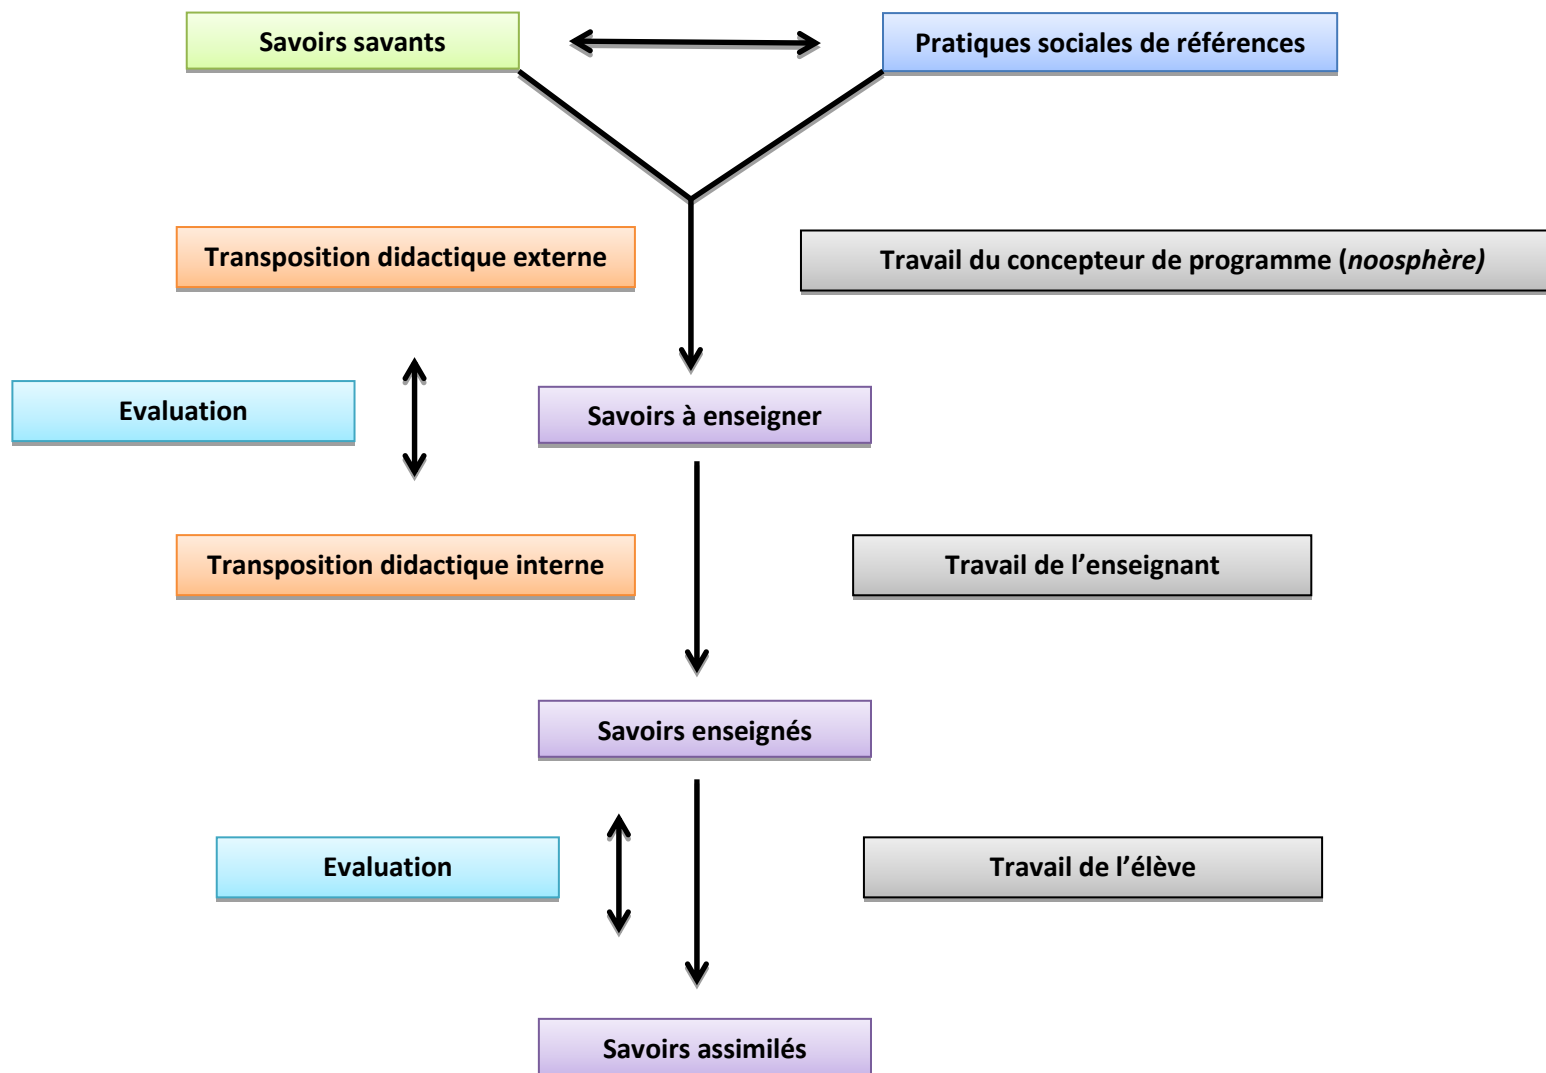 Savoirs savants
Pratiques sociales de références
Transposition didactique externe
Travail du concepteur de programme (noosphère)
Evaluation
Savoirs à enseigner
Transposition didactique interne
Travail de l’enseignant
Savoirs enseignés
Evaluation
Travail de l’élève
Savoirs assimilés